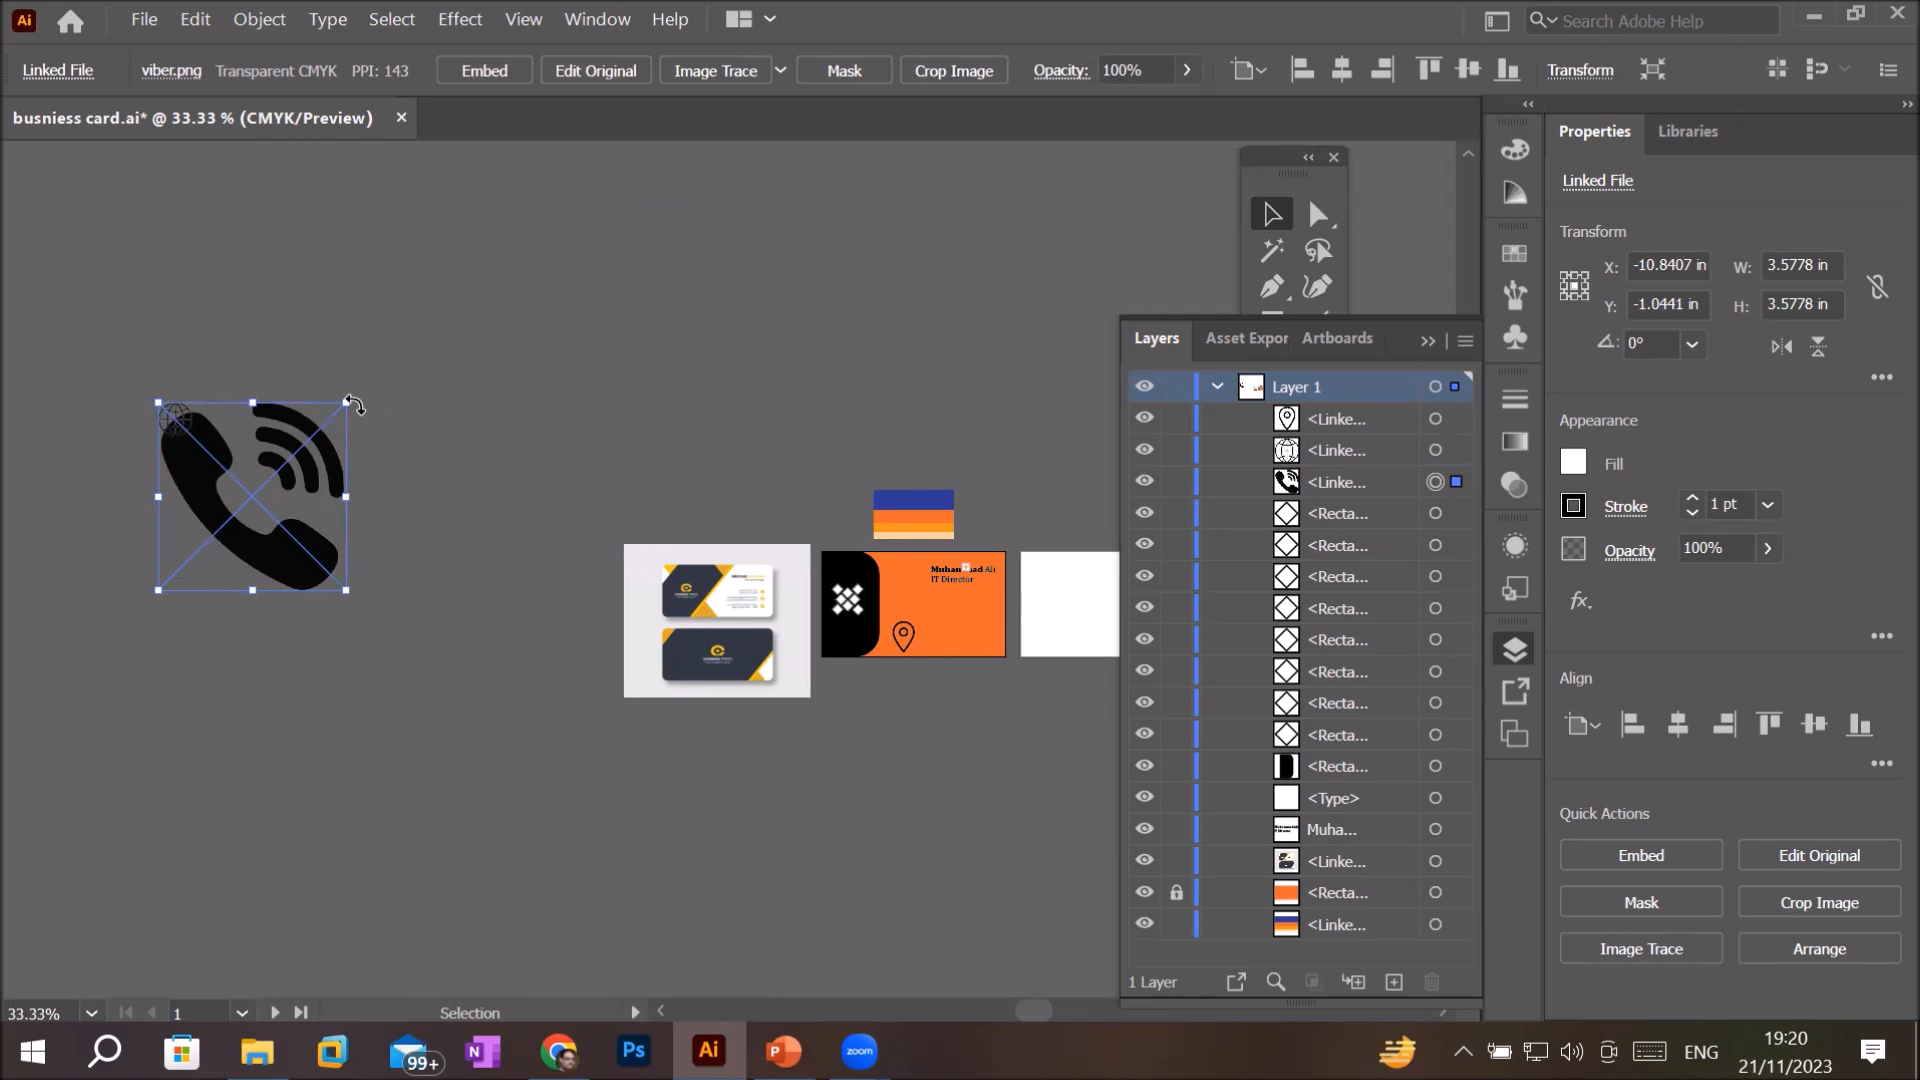 Ai File Edit Object Type Select Effect View Window Help Search Adobe Help
Linked File viber.png Transparent CMYK PPI: 143 Embed Edit Original Image Trace Mask Crop Image Opacity: 100% Transform
busniess card.ai* @ 33.33 % (CMYK/Preview)
Properties Libraries
Linked File
Transform
X: -10.8407 in W: 3.5778 in
Y: -1.0441 in H: 3.5778 in
0°
Appearance
Fill
Stroke 1 pt
Opacity 100%
fx.
Align
Quick Actions
Embed Edit Original
Mask Crop Image
Image Trace Arrange
Layers Asset Expor Artboards
Layer 1
<Linke...
<Linke...
<Linke...
<Recta...
<Recta...
<Recta...
<Recta...
<Recta...
<Recta...
<Recta...
<Recta...
<Recta...
<Type>
Muha...
<Linke...
<Recta...
<Linke...
1 Layer
Muhammad Ali
IT Director
33.33% 1 Selection
99+ N Ps Ai P zoom ENG
19:20
21/11/2023